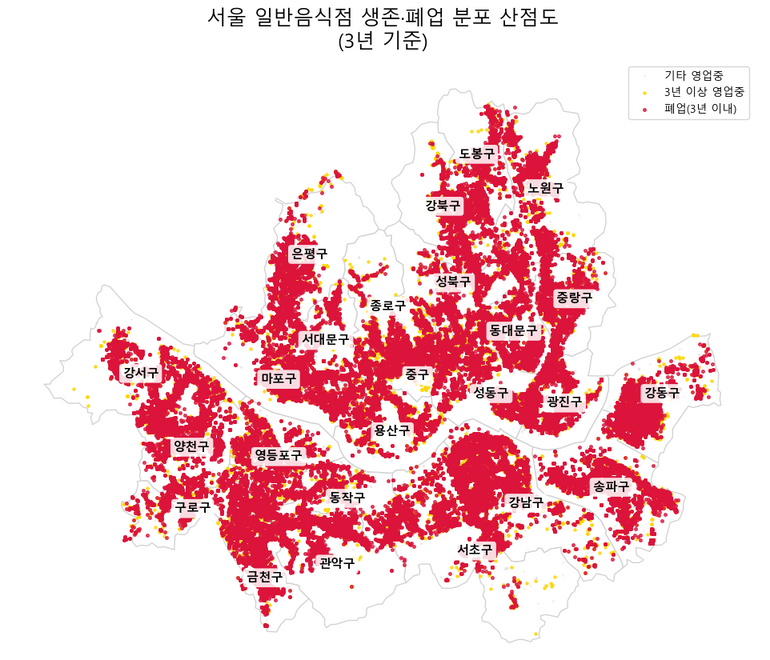 서울 일반음식점 생존·폐업 분포 산점도
(3년 기준)
기타 영업중
3년 이상 영업중
폐업(3년 이내)
도봉구
노원구
강북구
은평구
성북구
중랑구
종로구
동대문구
서대문구
강서구
중구
마포구
성동구
강동구
광진구
용산구
양천구
영등포구
송파구
동작구
강남구
구로구
서초구
관악구
금천구